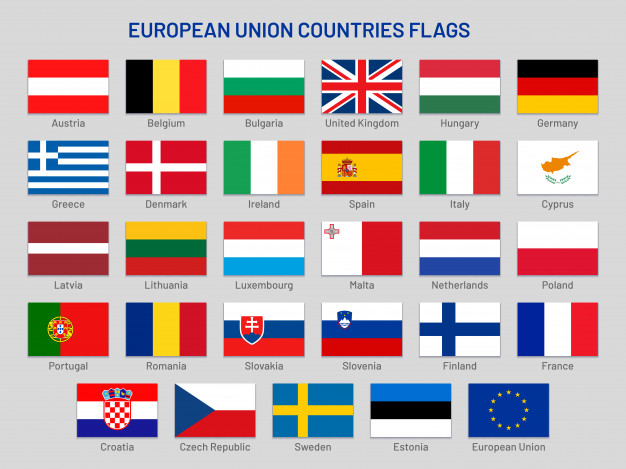 EUROPEAN UNION COUNTRIES FLAGS
Austria Belgium Bulgaria United Kingdom Hungary Germany
Greece Denmark Ireland Spain Italy Cyprus
Latvia Lithuania Luxembourg Malta Netherlands Poland
Portugal Romania Slovakia Slovenia Finland France
Croatia Czech Republic Sweden Estonia European Union